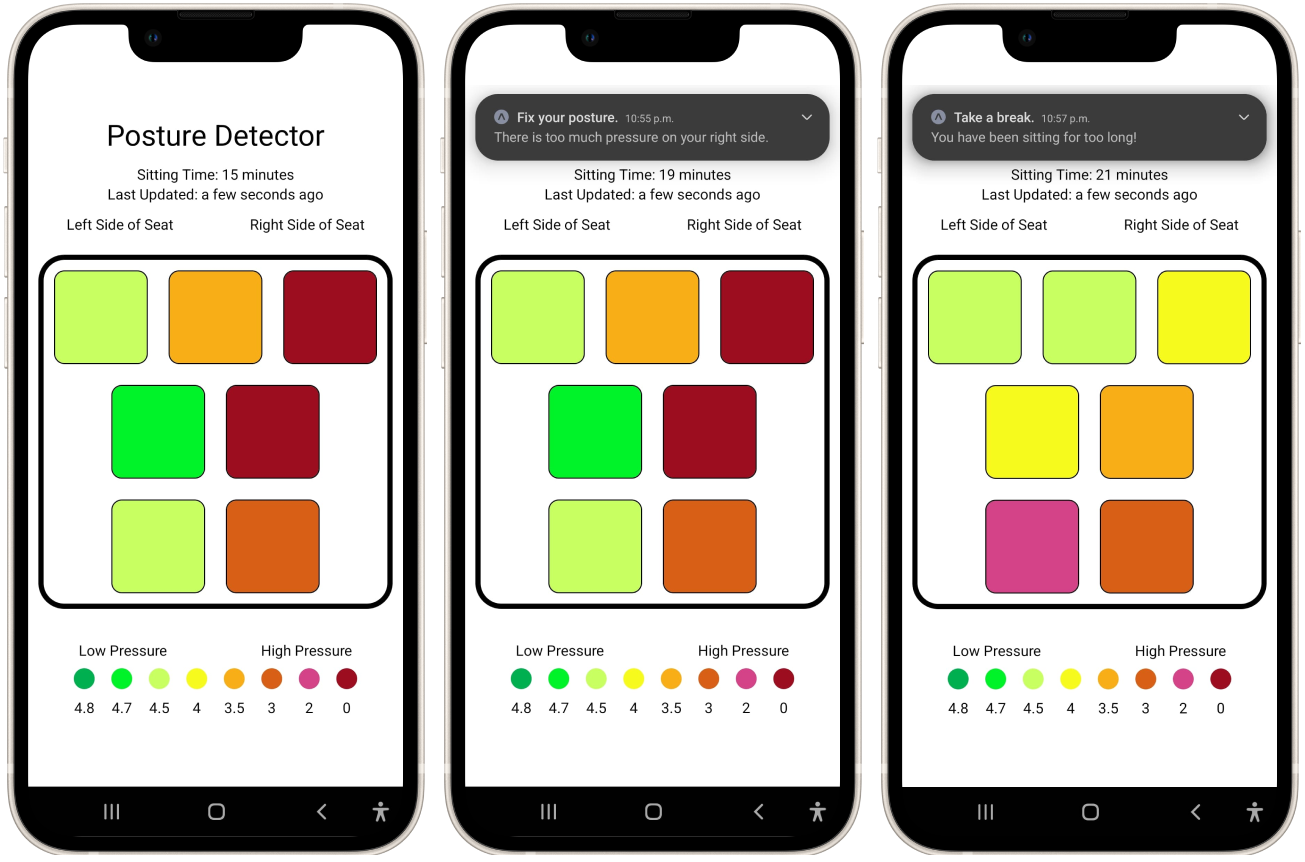 Posture Detector
Sitting Time: 15 minutes
Last Updated: a few seconds ago
Left Side of Seat Right Side of Seat
Low Pressure High Pressure
4.8 4.7 4.5 4 3.5 3 2 0
Fix your posture. 10:55 p.m.
There is too much pressure on your right side.
Sitting Time: 19 minutes
Last Updated: a few seconds ago
Left Side of Seat Right Side of Seat
Low Pressure High Pressure
4.8 4.7 4.5 4 3.5 3 2 0
Take a break. 10:57 p.m.
You have been sitting for too long!
Sitting Time: 21 minutes
Last Updated: a few seconds ago
Left Side of Seat Right Side of Seat
Low Pressure High Pressure
4.8 4.7 4.5 4 3.5 3 2 0